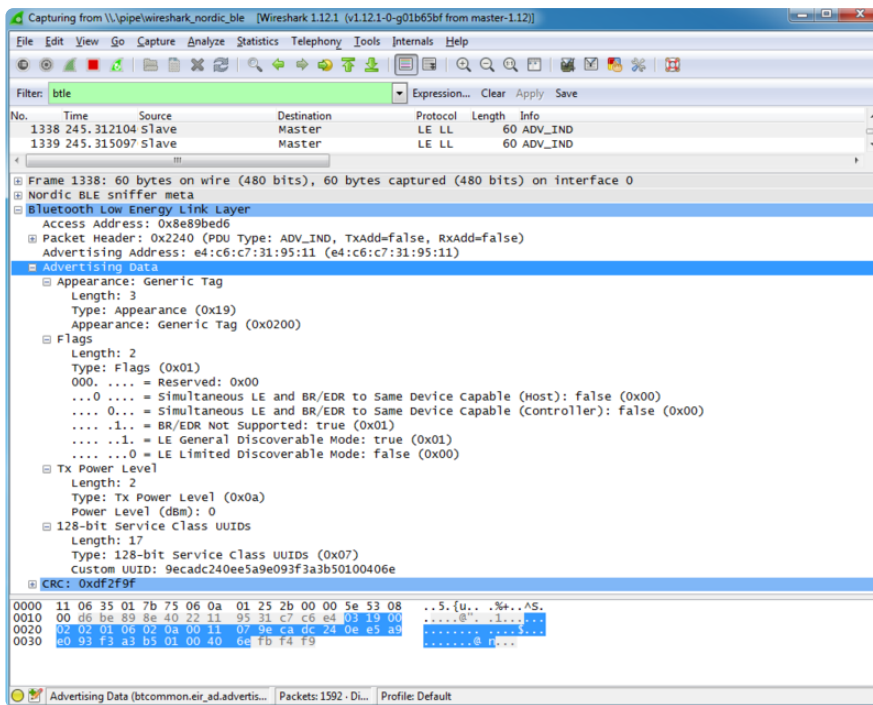 Capturing from \\.\pipe\wireshark_nordic_ble [Wireshark 1.12.1 (v1.12.1-0-g01b65bf from master-1.12)]
File Edit View Go Capture Analyze Statistics Telephony Tools Internals Help
Filter: btle Expression... Clear Apply Save
No. Time Source Destination Protocol Length Info
1338 245.312104 Slave Master LE LL 60 ADV_IND
1339 245.315097 Slave Master LE LL 60 ADV_IND
Frame 1338: 60 bytes on wire (480 bits), 60 bytes captured (480 bits) on interface 0
Nordic BLE sniffer meta
Bluetooth Low Energy Link Layer
Access Address: 0x8e89bed6
Packet Header: 0x2240 (PDU Type: ADV_IND, TxAdd=false, RxAdd=false)
Advertising Address: e4:c6:c7:31:95:11 (e4:c6:c7:31:95:11)
Advertising Data
Appearance: Generic Tag
Length: 3
Type: Appearance (0x19)
Appearance: Generic Tag (0x0200)
Flags
Length: 2
Type: Flags (0x01)
000. .... = Reserved: 0x00
...0 .... = Simultaneous LE and BR/EDR to Same Device Capable (Host): false (0x00)
.... 0... = Simultaneous LE and BR/EDR to Same Device Capable (Controller): false (0x00)
.... .1.. = BR/EDR Not Supported: true (0x01)
.... ..1. = LE General Discoverable Mode: true (0x01)
.... ...0 = LE Limited Discoverable Mode: false (0x00)
Tx Power Level
Length: 2
Type: Tx Power Level (0x0a)
Power Level (dBm): 0
128-bit Service Class UUIDs
Length: 17
Type: 128-bit Service Class UUIDs (0x07)
Custom UUID: 9ecadc240ee5a9e093f3a3b50100406e
CRC: 0xdf2f9f
0000 11 06 35 01 7b 75 06 0a 01 25 2b 00 00 5e 53 08 ..5.{u.. .%+..^S.
0010 00 d6 be 89 8e 40 22 11 95 31 c7 c6 e4 03 19 00 .....@". .1......
0020 02 02 01 06 02 0a 00 11 07 9e ca dc 24 0e e5 a9 ........ ....$...
0030 e0 93 f3 a3 b5 01 00 40 6e fb f4 f9 .......@ n...
Advertising Data (btcommon.eir_ad.advertis... Packets: 1592 · Di... Profile: Default